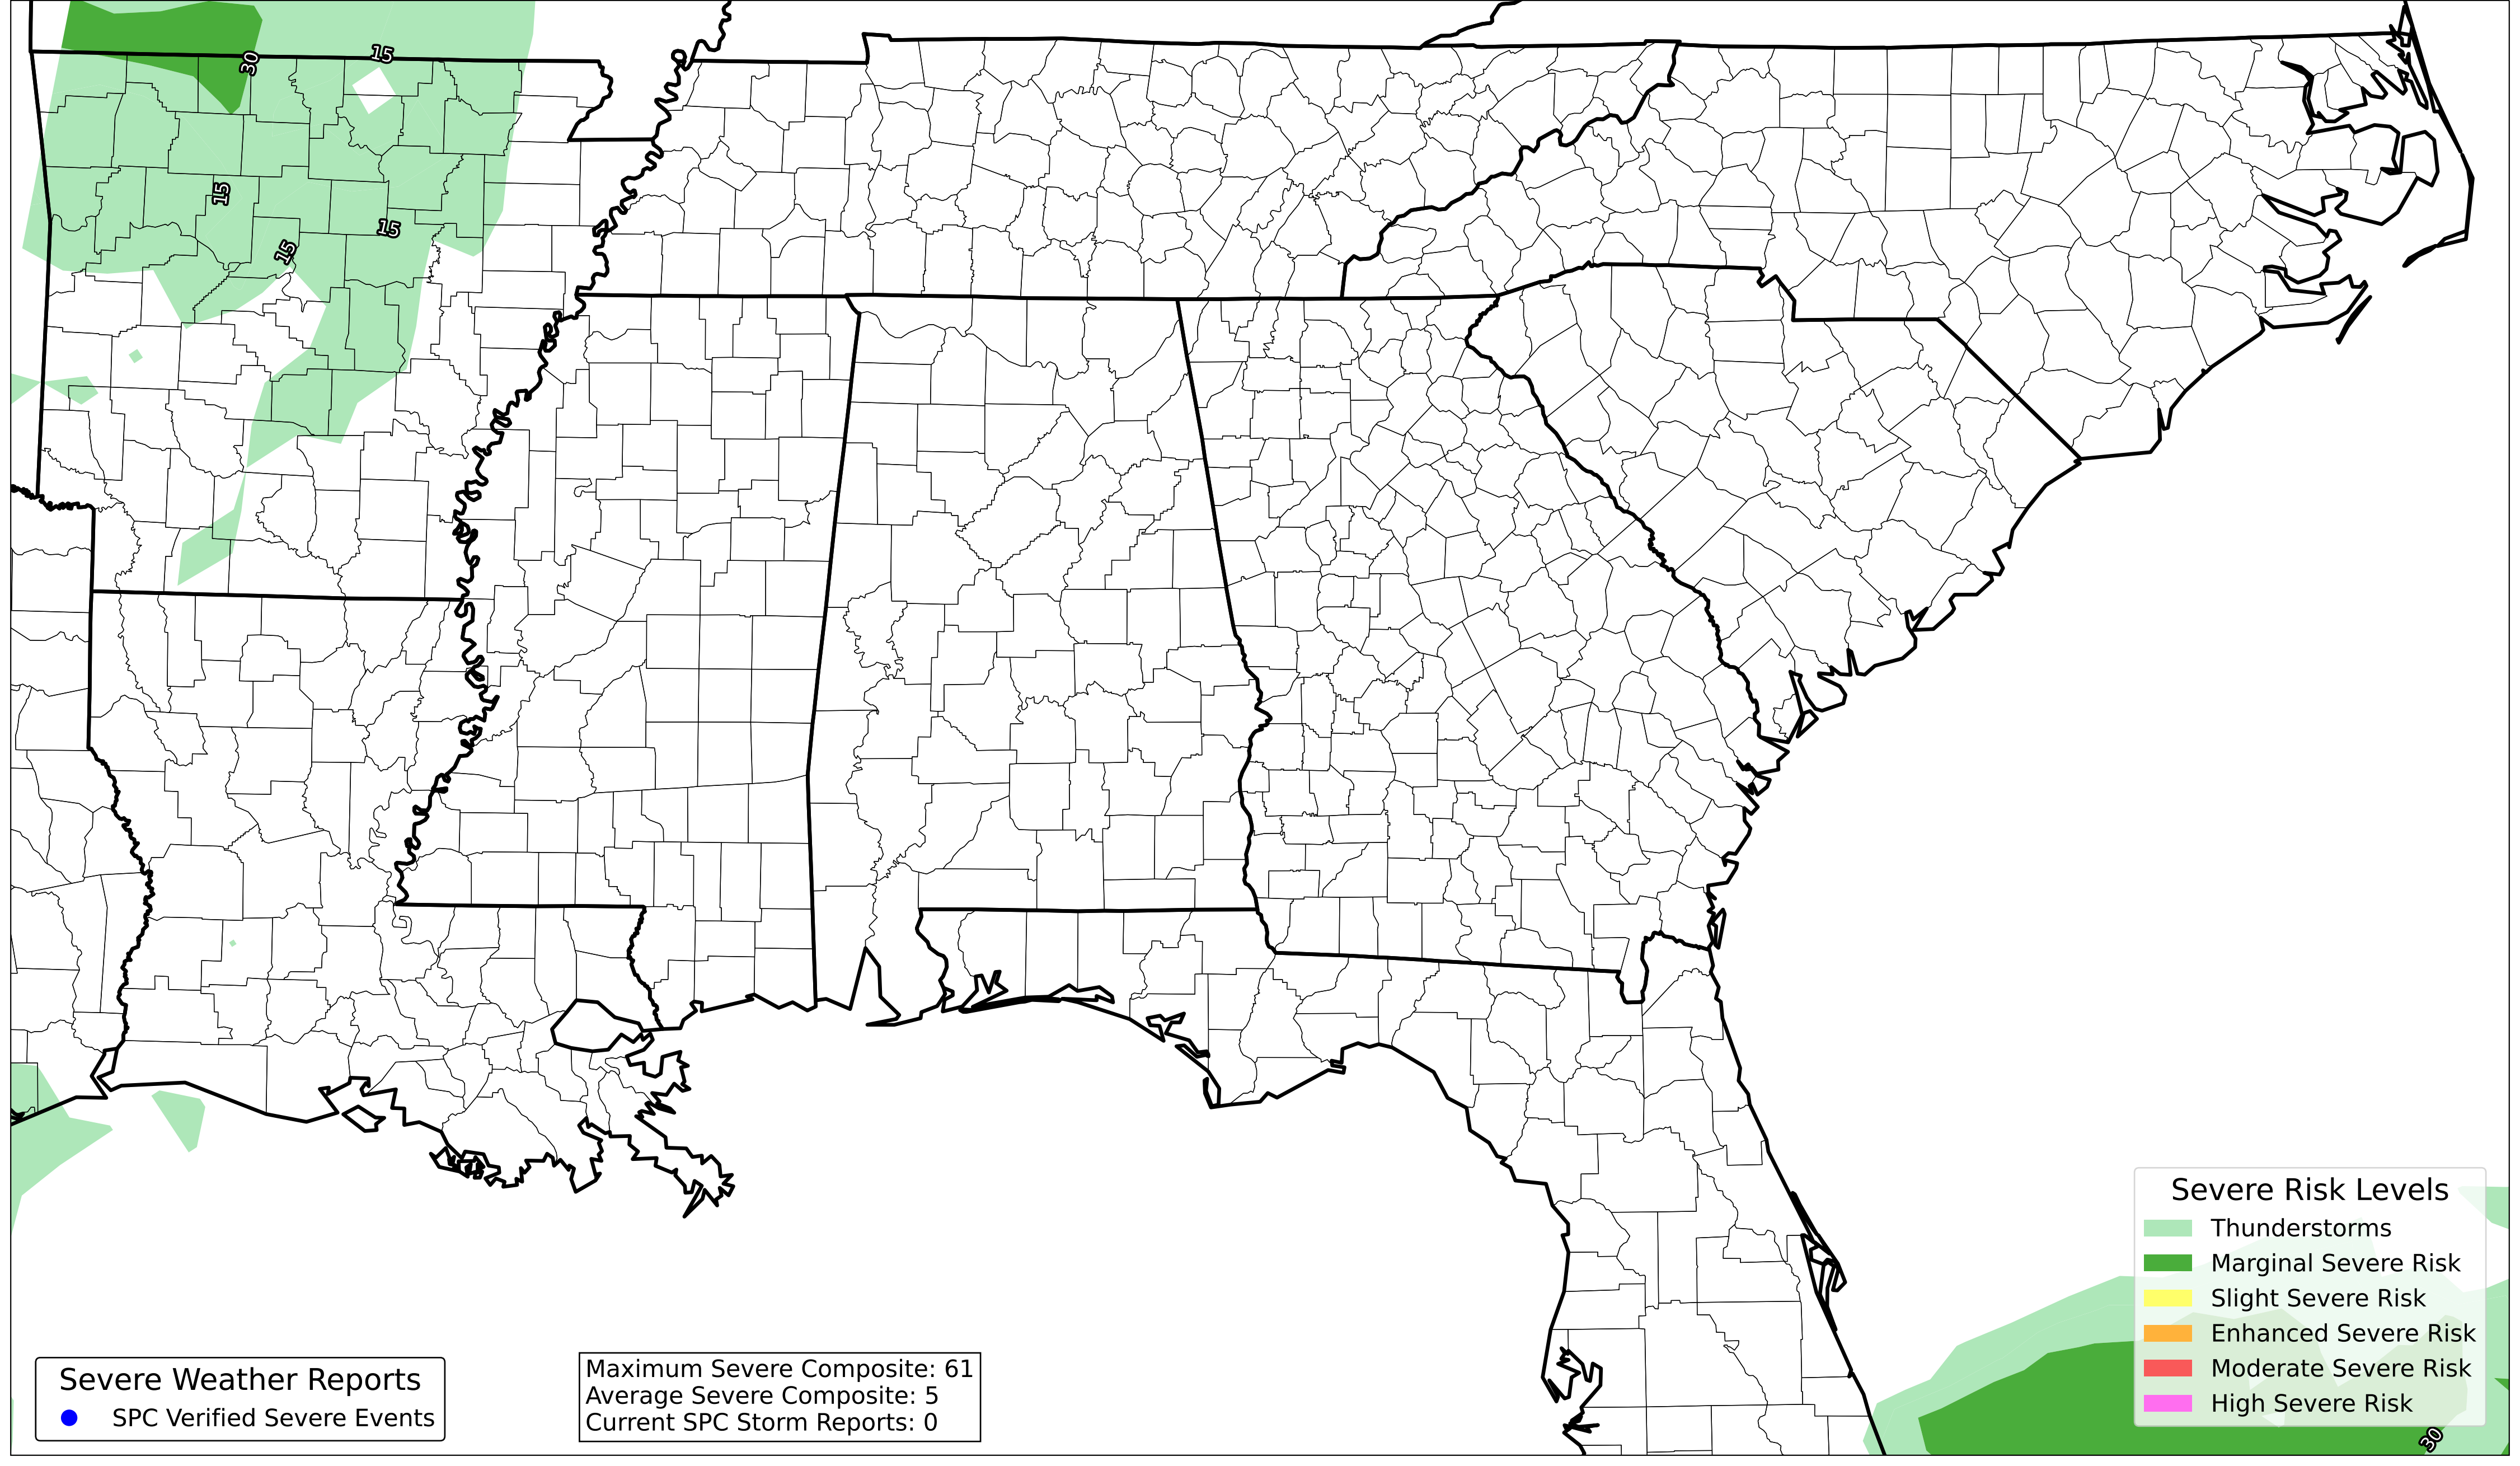 30
15
15
15
15
Severe Risk Levels
Thunderstorms
Marginal Severe Risk
Slight Severe Risk
Enhanced Severe Risk
Moderate Severe Risk
High Severe Risk
Severe Weather Reports
SPC Verified Severe Events
Maximum Severe Composite: 61
Average Severe Composite: 5
Current SPC Storm Reports: 0
30